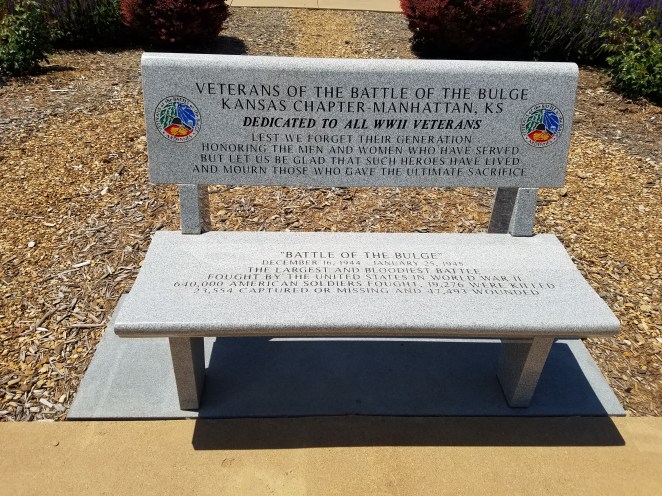 VETERANS OF THE BATTLE OF THE BULGE
KANSAS CHAPTER-MANHATTAN, KS
DEDICATED TO ALL WWII VETERANS
LEST WE FORGET THEIR GENERATION
HONORING THE MEN AND WOMEN WHO HAVE SERVED
BUT LET US BE GLAD THAT SUCH HEROES HAVE LIVED
AND MOURN THOSE WHO GAVE THE ULTIMATE SACRIFICE
"BATTLE OF THE BULGE"
DECEMBER 16, 1944 - JANUARY 25, 1945
THE LARGEST AND BLOODIEST BATTLE
FOUGHT BY THE UNITED STATES IN WORLD WAR II
640,000 AMERICAN SOLDIERS FOUGHT, 19,276 WERE KILLED
23,554 CAPTURED OR MISSING AND 47,493 WOUNDED